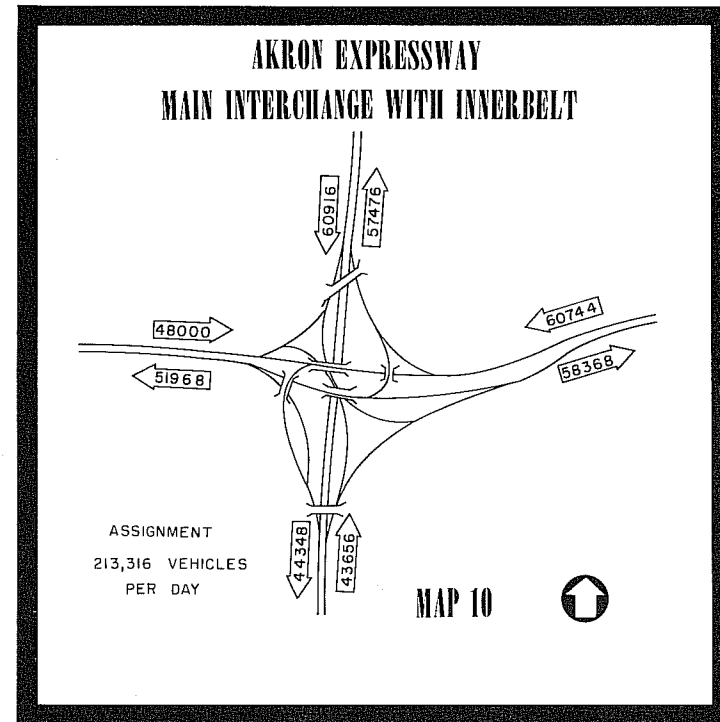 AKRON EXPRESSWAY
MAIN INTERCHANGE WITH INNERBELT
60916
57476
48000
60744
51968
58368
ASSIGNMENT
213,316 VEHICLES
PER DAY
44348
43656
MAP 10